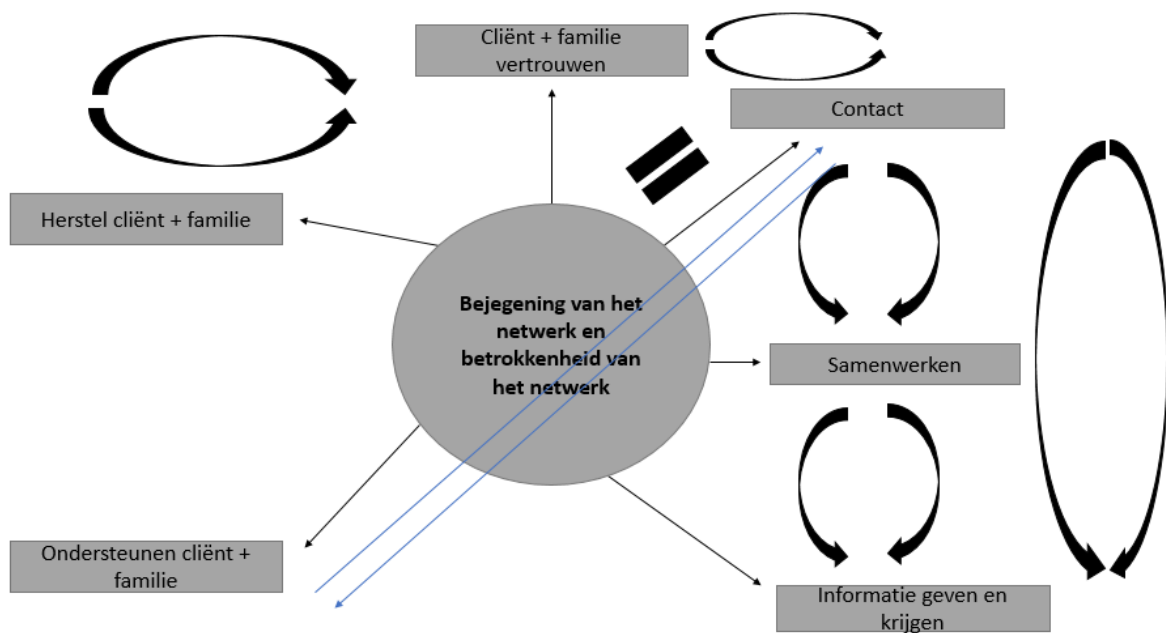 Cliënt + familie
vertrouwen
Contact
Herstel cliënt + familie
Bejegening van het
netwerk en
betrokkenheid van
het netwerk
Samenwerken
Ondersteunen cliënt +
familie
Informatie geven en
krijgen